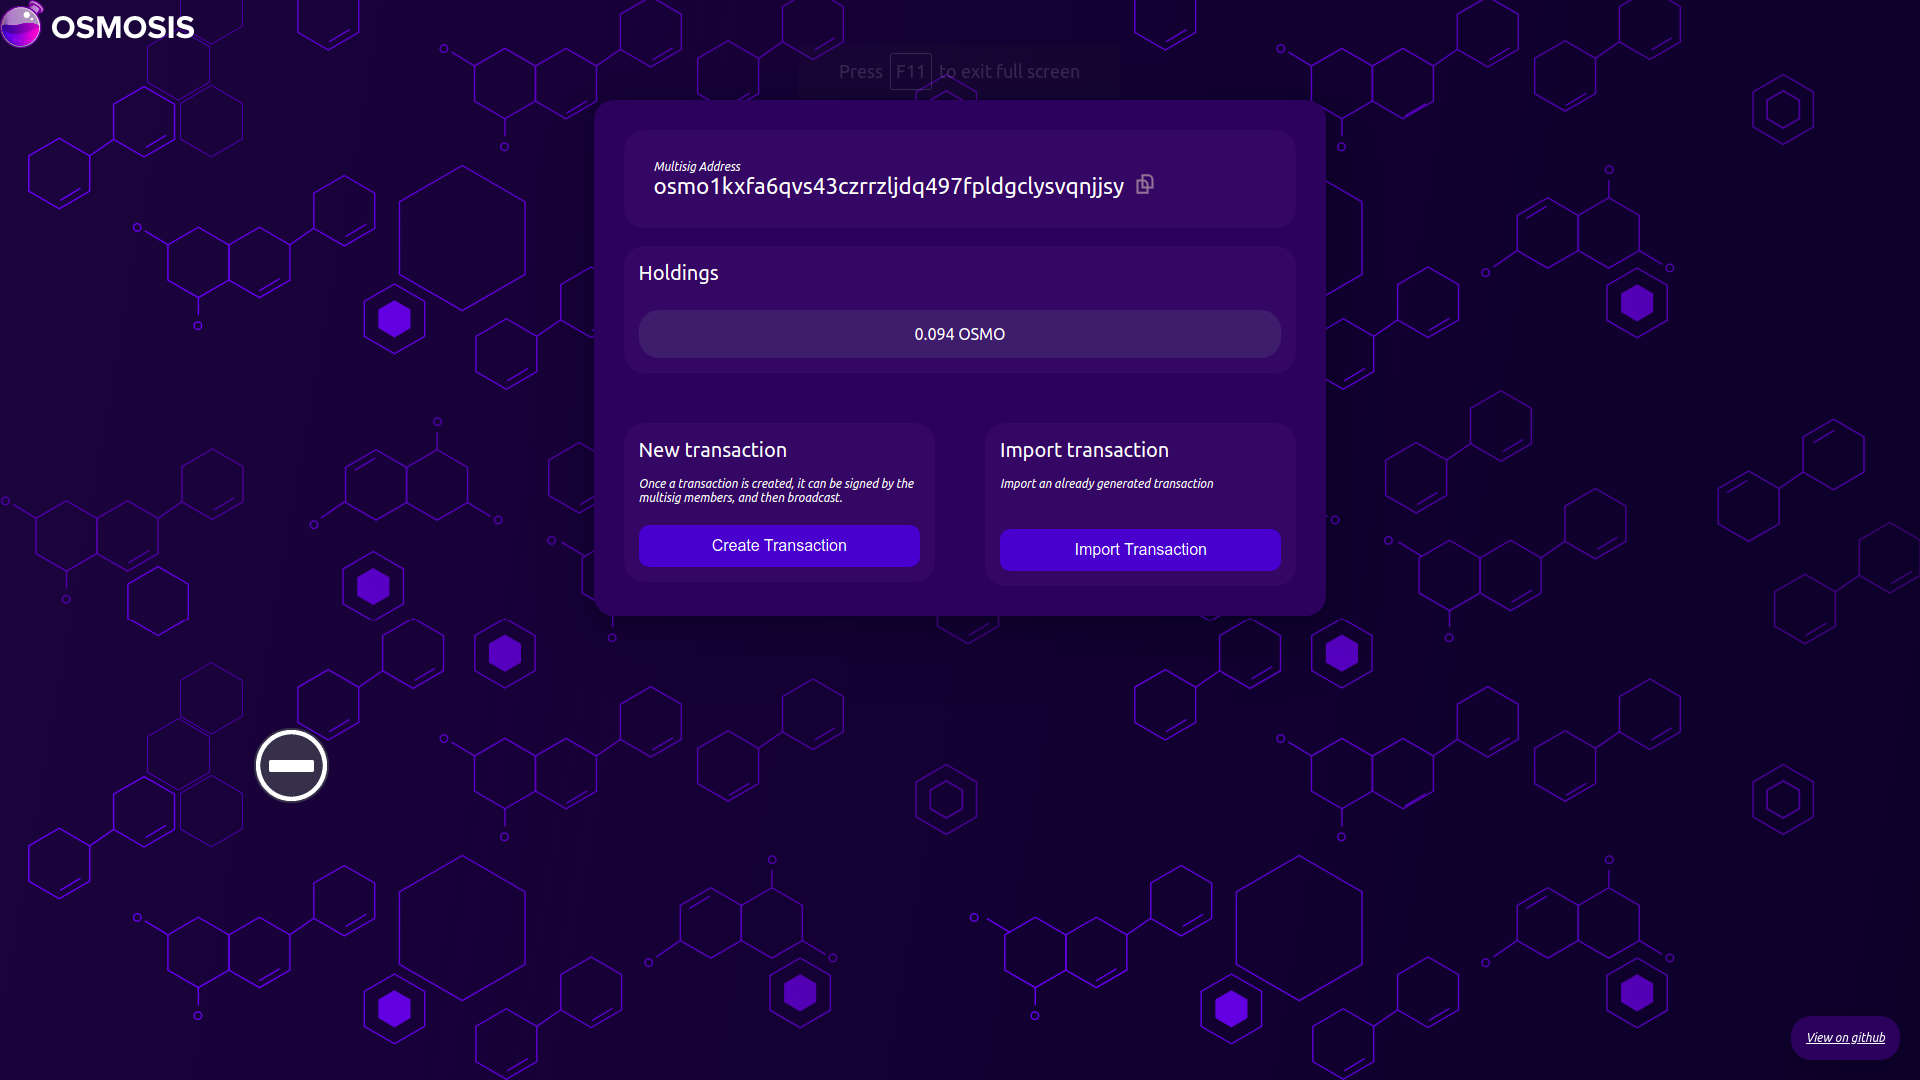 OSMOSIS
Press F11 to exit full screen
Multisig Address
osmo1kxfa6qvs43czrrzljdq497fpldgclysvqnjjsy
Holdings
0.094 OSMO
New transaction
Once a transaction is created, it can be signed by the
multisig members, and then broadcast.
Create Transaction
Import transaction
Import an already generated transaction
Import Transaction
View on github